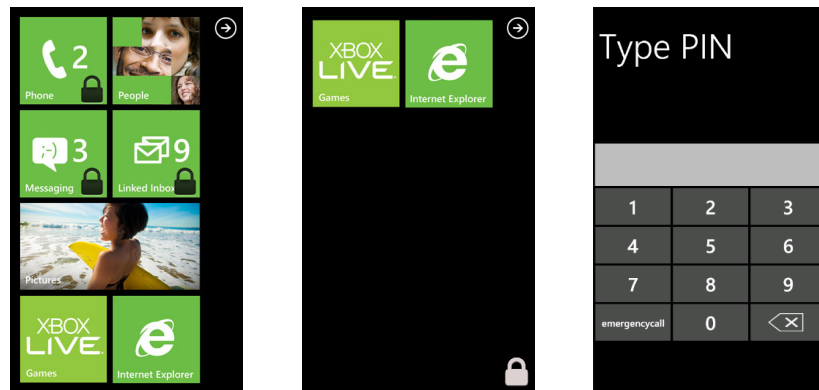 2
Phone
People
;-) 3
9
Messaging
Linked Inbox
Pictures
XBOX
LIVE
Games
Internet Explorer
XBOX
LIVE
Games
Internet Explorer
Type PIN
1 2 3
4 5 6
7 8 9
emergencycall 0